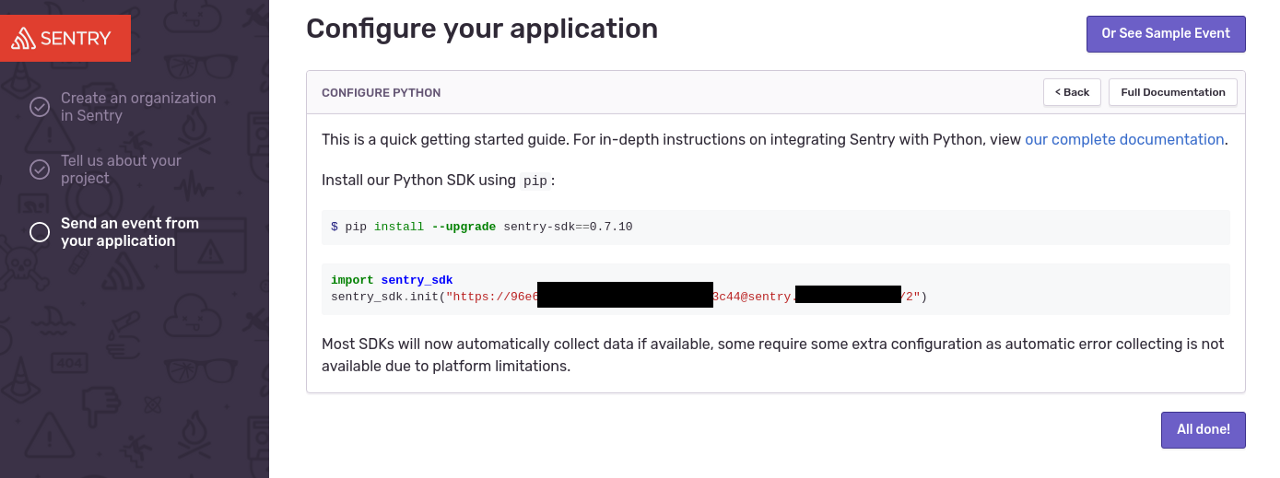 SENTRY
Create an organization
in Sentry
Tell us about your
project
Send an event from
your application
Configure your application
Or See Sample Event
CONFIGURE PYTHON
< Back
Full Documentation
This is a quick getting started guide. For in-depth instructions on integrating Sentry with Python, view our complete documentation.
Install our Python SDK using pip:
$ pip install --upgrade sentry-sdk==0.7.10
import sentry_sdk
sentry_sdk.init("https://96e6 3c44@sentry. /2")
Most SDKs will now automatically collect data if available, some require some extra configuration as automatic error collecting is not
available due to platform limitations.
All done!
404